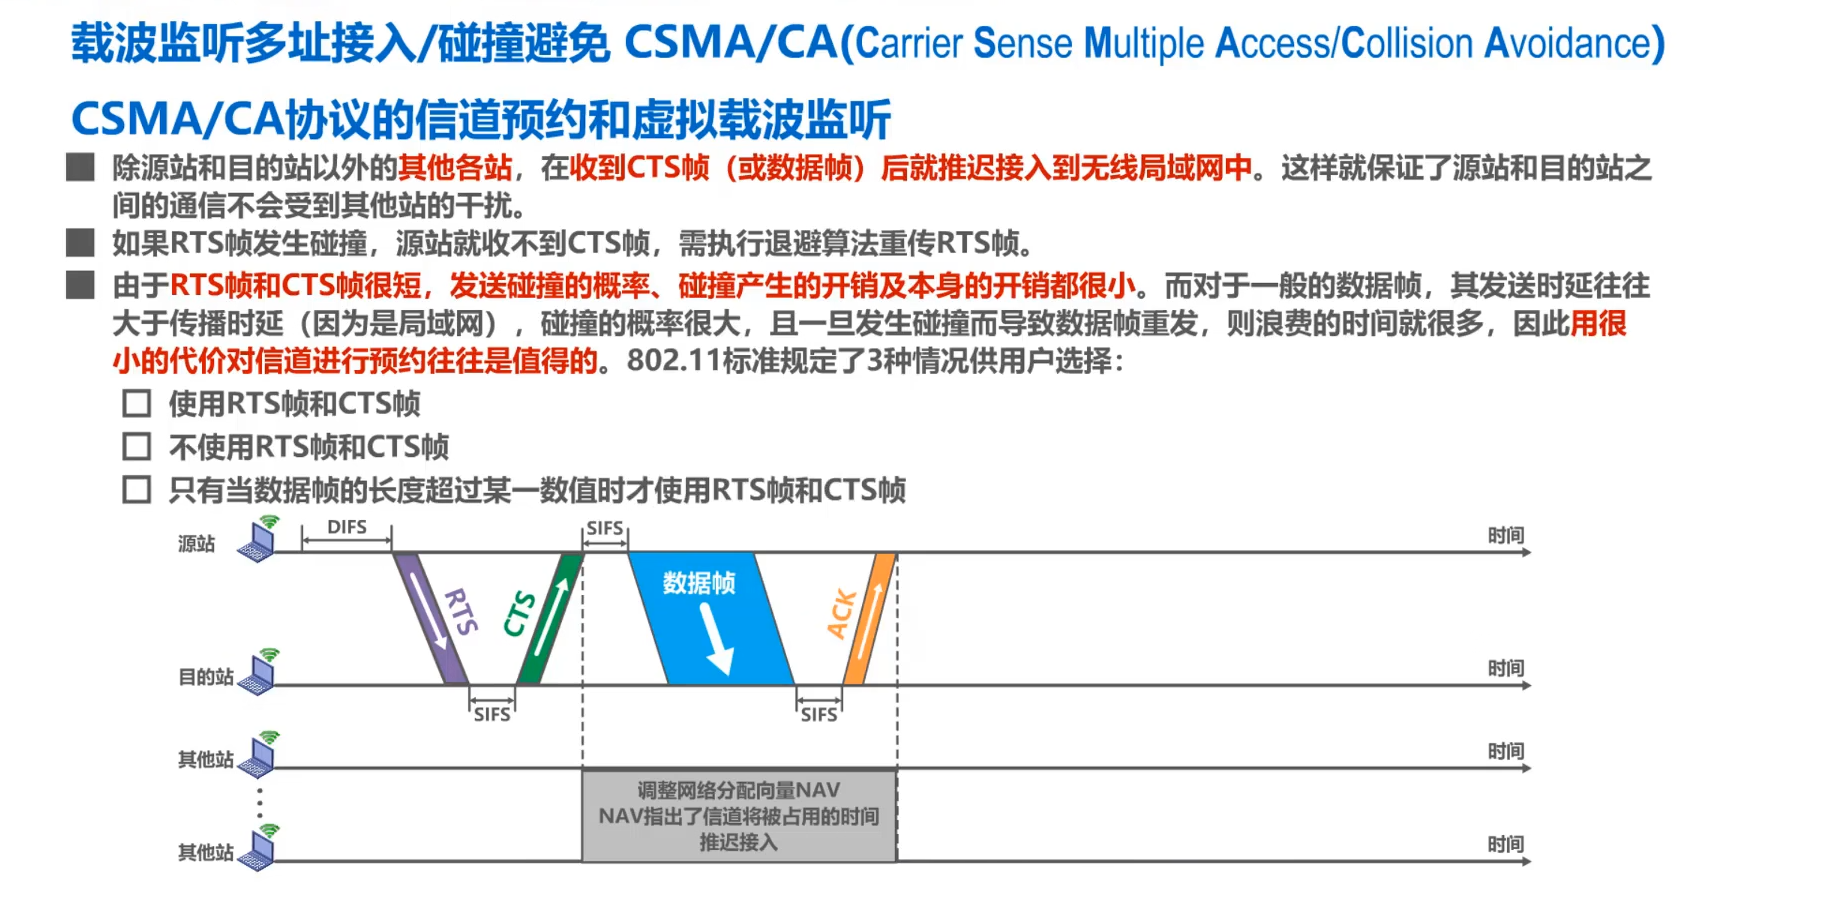 载波监听多址接入/碰撞避免 CSMA/CA(Carrier Sense Multiple Access/Collision Avoidance)
CSMA/CA协议的信道预约和虚拟载波监听
除源站和目的站以外的其他各站，在收到CTS帧（或数据帧）后就推迟接入到无线局域网中。这样就保证了源站和目的站之
间的通信不会受到其他站的干扰。
如果RTS帧发生碰撞，源站就收不到CTS帧，需执行退避算法重传RTS帧。
由于RTS帧和CTS帧很短，发送碰撞的概率、碰撞产生的开销及本身的开销都很小。而对于一般的数据帧，其发送时延往往
大于传播时延（因为是局域网），碰撞的概率很大，且一旦发生碰撞而导致数据帧重发，则浪费的时间就很多，因此用很
小的代价对信道进行预约往往是值得的。802.11标准规定了3种情况供用户选择：
使用RTS帧和CTS帧
不使用RTS帧和CTS帧
只有当数据帧的长度超过某一数值时才使用RTS帧和CTS帧
源站
DIFS
SIFS
时间
RTS
CTS
数据帧
ACK
目的站
时间
SIFS
SIFS
其他站
时间
调整网络分配向量NAV
NAV指出了信道将被占用的时间
推迟接入
其他站
时间